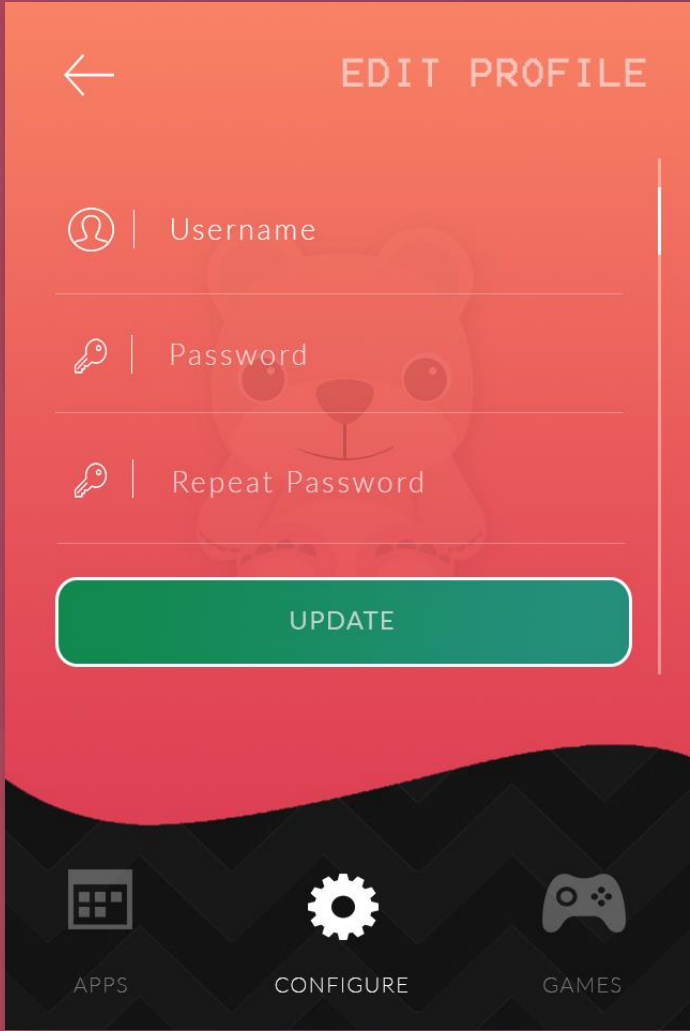 EDIT PROFILE
Username
Password
Repeat Password
UPDATE
APPS
CONFIGURE
GAMES